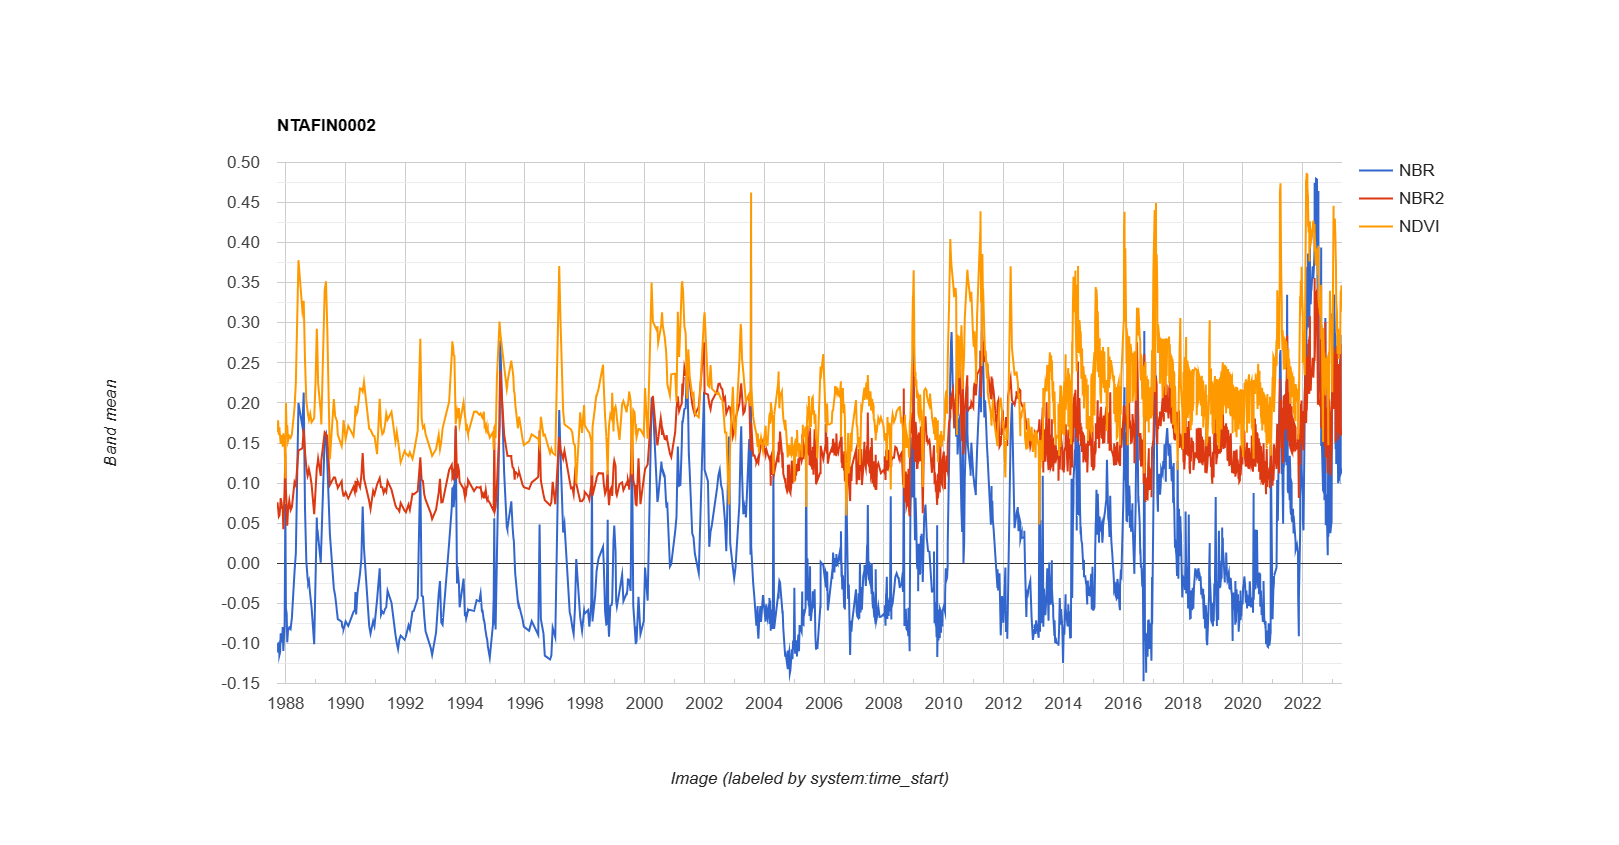 NTAFIN0002
0.50
0.45
0.40
0.35
0.30
0.25
0.20
0.15
0.10
0.05
0.00
-0.05
-0.10
-0.15
Band mean
NBR
NBR2
NDVI
1988 1990 1992 1994 1996 1998 2000 2002 2004 2006 2008 2010 2012 2014 2016 2018 2020 2022
Image (labeled by system:time_start)